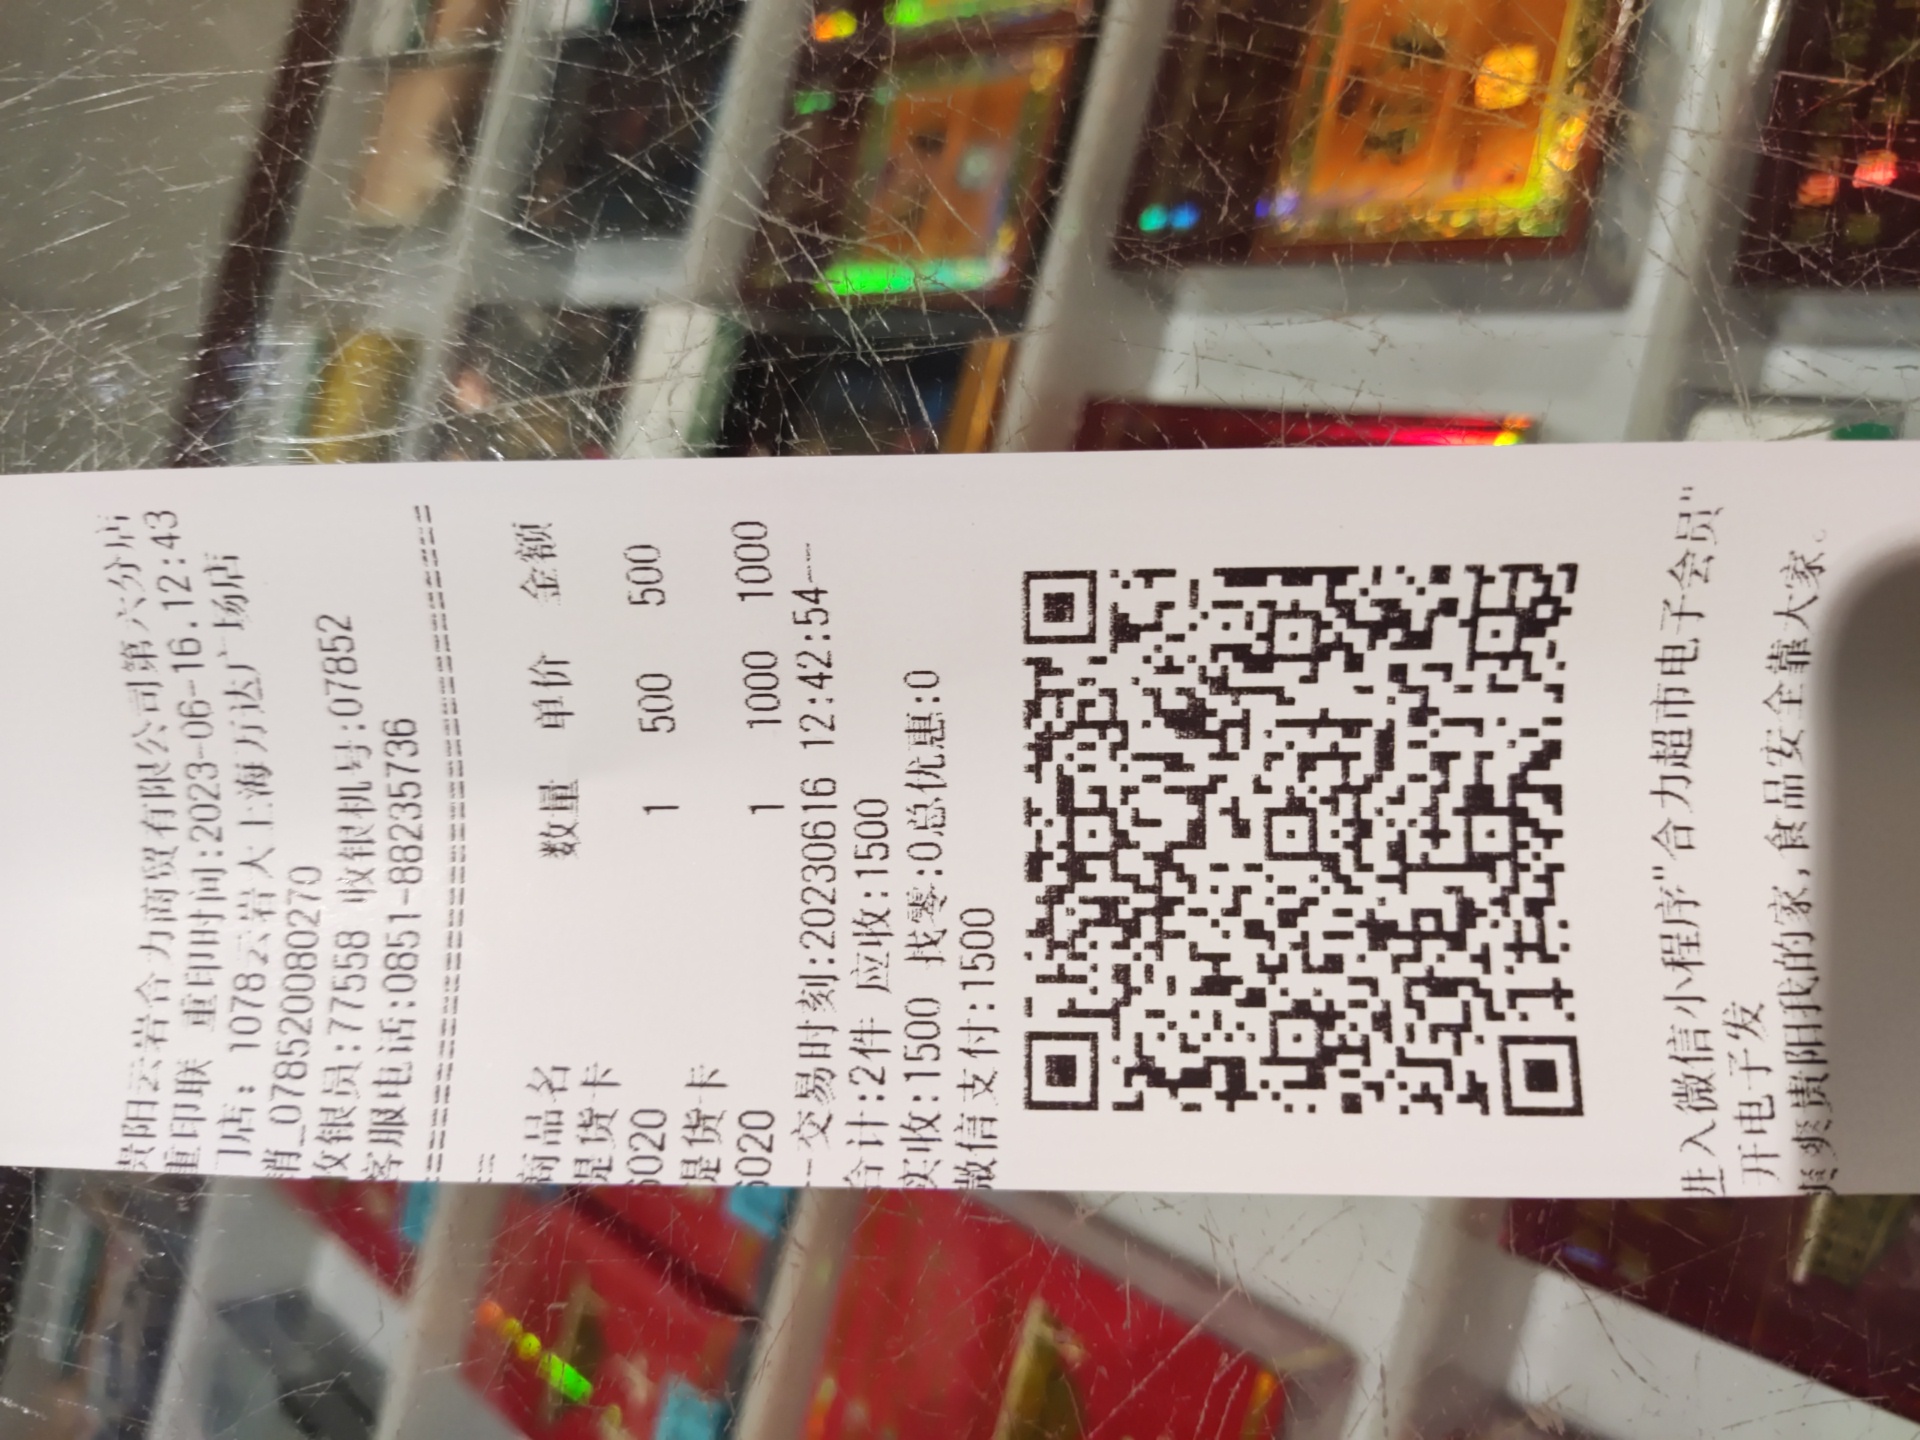 贵阳云岩合力商贸有限公司第六分店
重印联 重印时间:2023-06-16.12:43
门店: 1078云岩大上海万达广场店
销_078520080270
收银员:77558 收银机号:07852
客服电话:0851-88235736
商品名 数量 单价 金额
提货卡
6020 1 500 500
提货卡
6020 1 1000 1000
--交易时刻:20230616 12:42:54--
合计:2件 应收:1500
实收:1500 找零:0总优惠:0
微信支付:1500
进入微信小程序"合力超市电子会员"
开电子发
爽爽贵阳我的家,食品安全靠大家。